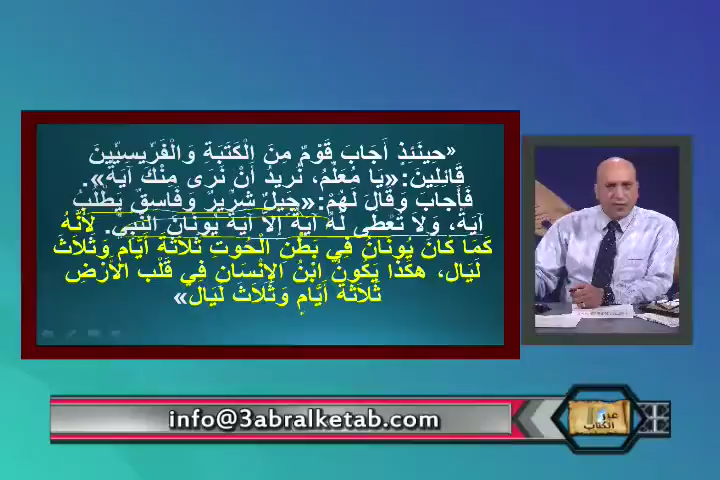 «حِينَئِذٍ أَجَابَ قَوْمٌ مِنَ الْكَتَبَةِ وَالْفَرِّيسِيِّينَ
قَائِلِينَ:«يَا مُعَلِّمُ، نُرِيدُ أَنْ نَرَى مِنْكَ آيَةً».
فَأَجابَ وَقَالَ لَهُمْ:«جِيلٌ شِرِّيرٌ وَفَاسِقٌ يَطْلُبُ
آيَةً، وَلاَ تُعْطَى لَهُ آيَةٌ إِلاَّ آيَةَ يُونَانَ النَّبِيِّ. لأَنَّهُ
كَمَا كَانَ يُونَانُ فِي بَطْنِ الْحُوتِ ثَلاَثَةَ أَيَّامٍ وَثَلاَثَ
لَيَال، هكَذَا يَكُونُ ابْنُ الإِنْسَانِ فِي قَلْب الأَرْضِ
ثَلاَثَةَ أَيَّامٍ وَثَلاَثَ لَيَال»
info@3abralketab.com
عبر
الكتاب